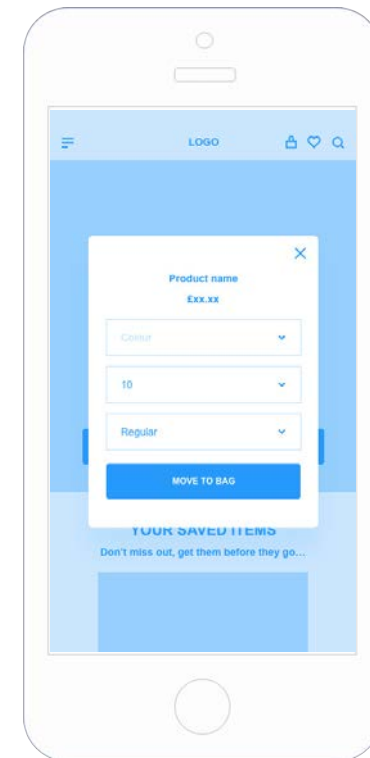 LOGO
Product name
£xx.xx
Colour
10
Regular
MOVE TO BAG
YOUR SAVED ITEMS
Don't miss out, get them before they go...